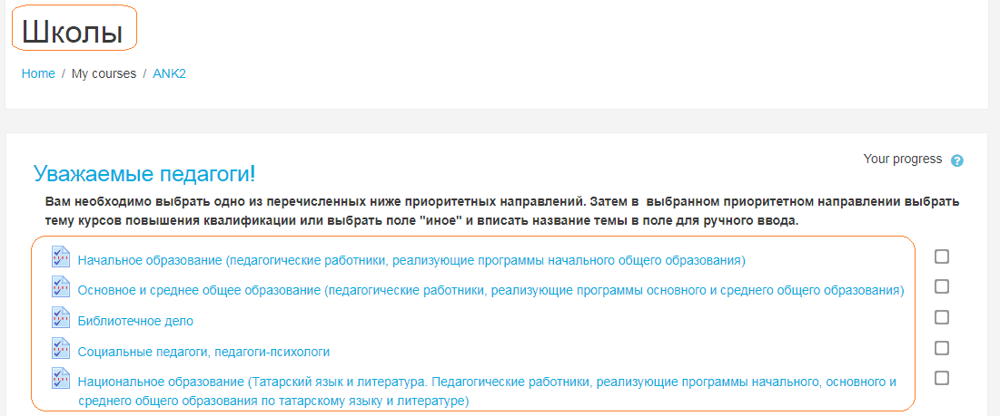 Школы
Home / My courses / ANK2
Your progress
Уважаемые педагоги!
Вам необходимо выбрать одно из перечисленных ниже приоритетных направлений. Затем в выбранном приоритетном направлении выбрать
тему курсов повышения квалификации или выбрать поле "иное" и вписать название темы в поле для ручного ввода.
Начальное образование (педагогические работники, реализующие программы начального общего образования)
Основное и среднее общее образование (педагогические работники, реализующие программы основного и среднего общего образования)
Библиотечное дело
Социальные педагоги, педагоги-психологи
Национальное образование (Татарский язык и литература. Педагогические работники, реализующие программы начального, основного и
среднего общего образования по татарскому языку и литературе)